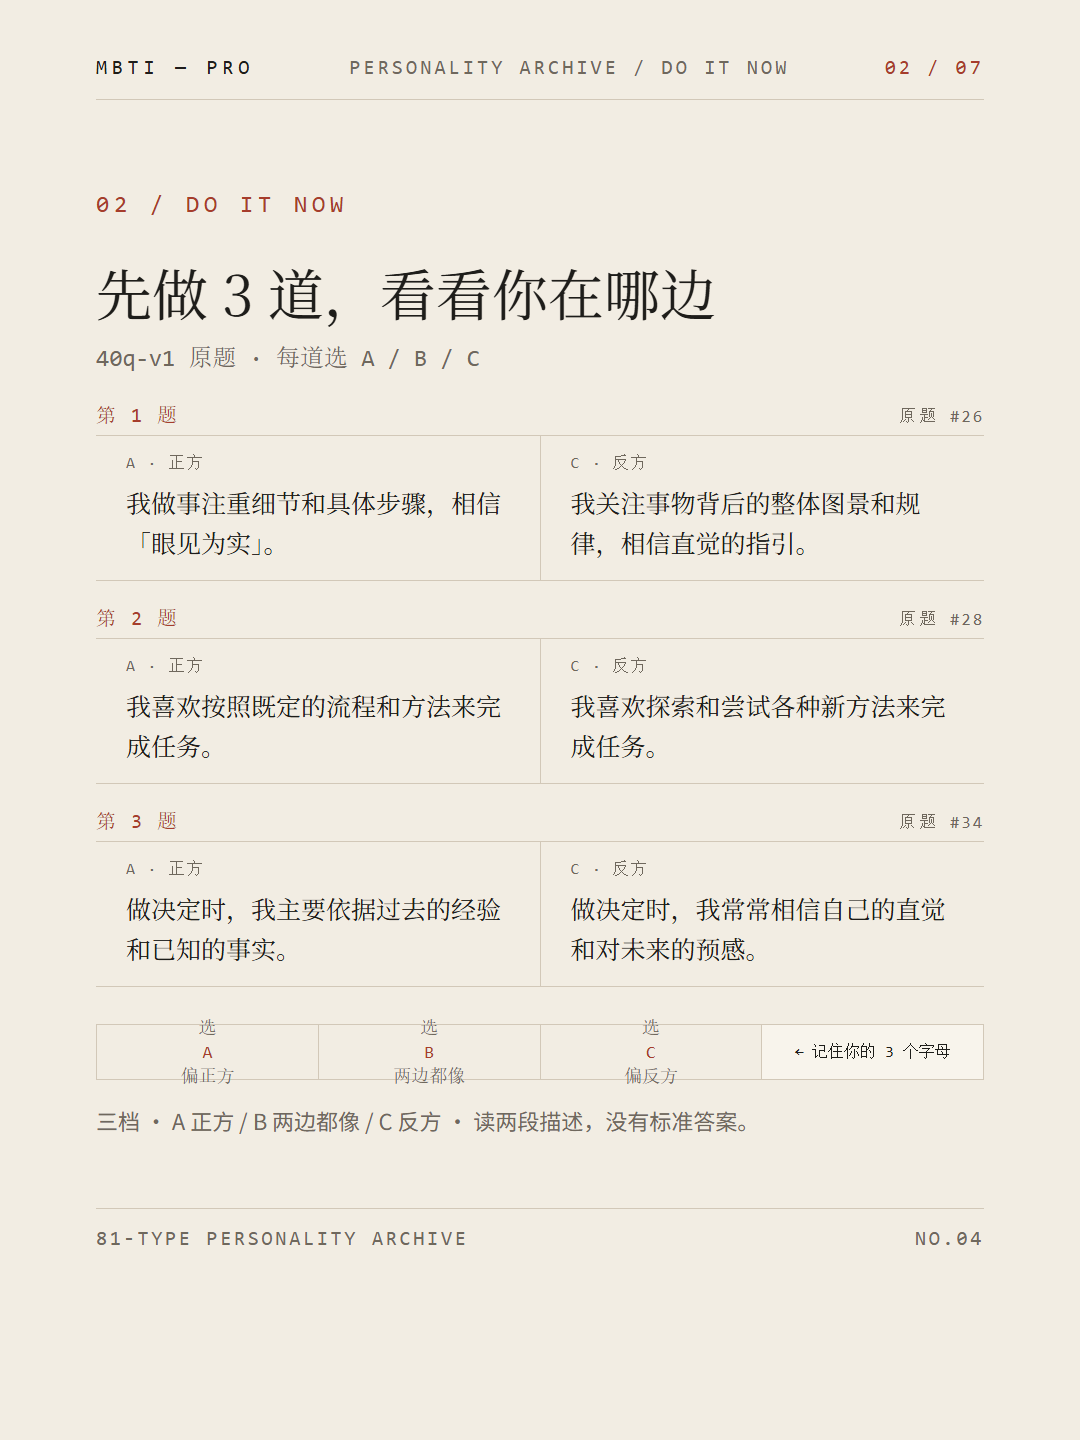 MBTI — PRO
PERSONALITY ARCHIVE / DO IT NOW
02 / 07
02 / DO IT NOW
先做 3 道，看看你在哪边
40q-v1 原题 · 每道选 A / B / C
第 1 题
原题 #26
A · 正方
我做事注重细节和具体步骤，相信
「眼见为实」。
C · 反方
我关注事物背后的整体图景和规
律，相信直觉的指引。
第 2 题
原题 #28
A · 正方
我喜欢按照既定的流程和方法来完
成任务。
C · 反方
我喜欢探索和尝试各种新方法来完
成任务。
第 3 题
原题 #34
A · 正方
做决定时，我主要依据过去的经验
和已知的事实。
C · 反方
做决定时，我常常相信自己的直觉
和对未来的预感。
选
A
偏正方
选
B
两边都像
选
C
偏反方
← 记住你的 3 个字母
三档 · A 正方 / B 两边都像 / C 反方 · 读两段描述，没有标准答案。
81-TYPE PERSONALITY ARCHIVE
NO.04